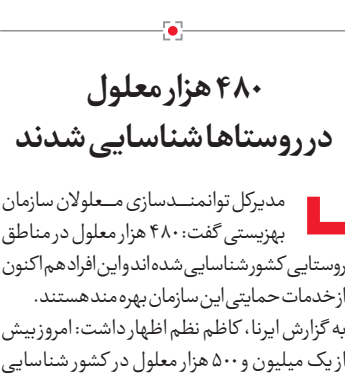 ۴۸۰ هزار معلول
در روستاها شناسایی شدند
مدیرکل توانمنـــدسازی مـــعلولان سازمان
بهزیستی گفت: ۴۸۰ هزار معلول در مناطق
روستایی کشور شناسایی شده اند و این افراد هم اکنون
از خدمات حمایتی این سازمان بهره مند هستند.
به گزارش ایرنا، کاظم نظم اظهار داشت: امروز بیش
از یک میلیون و ۵۰۰ هزار معلول در کشور شناسایی